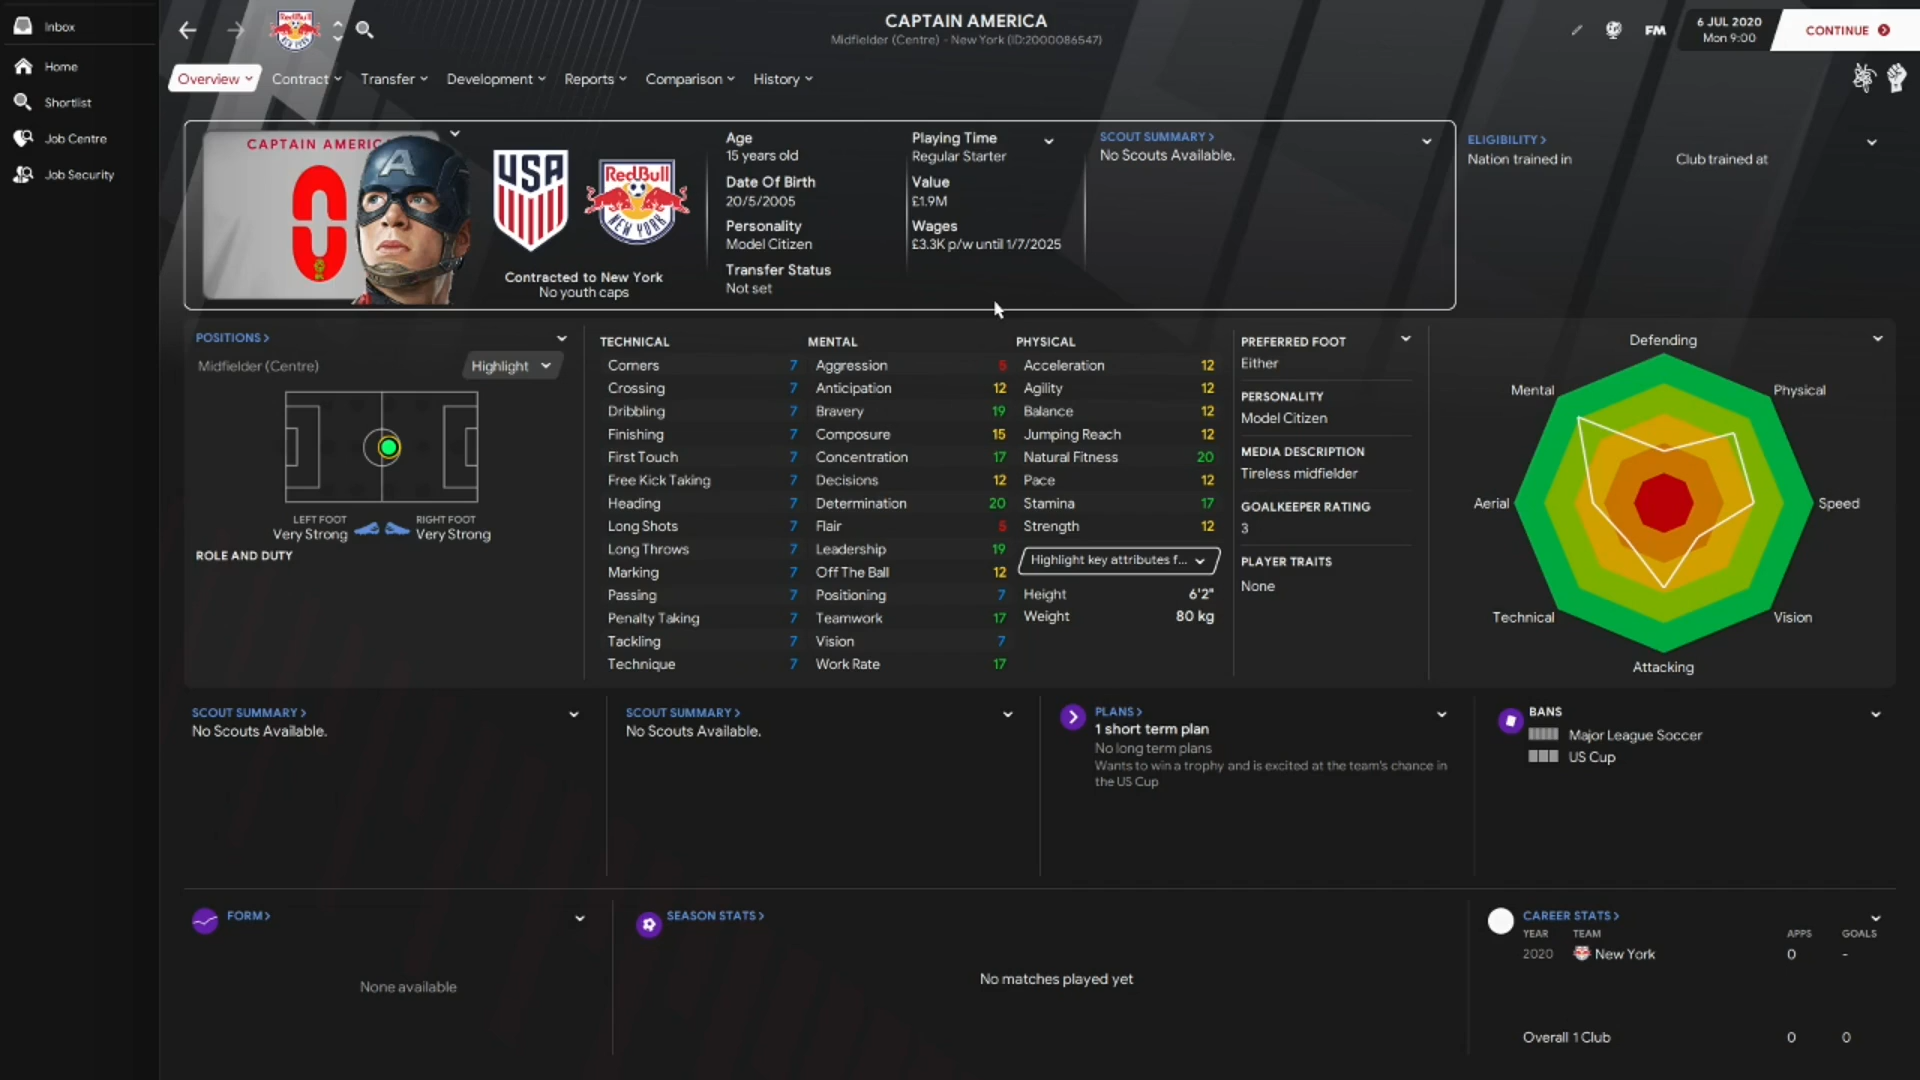 Inbox
Home
Shortlist
Job Centre
Job Security
CAPTAIN AMERICA
Midfielder (Centre) - New York (ID:2000086547)
FM
6 JUL 2020
Mon 9:00
CONTINUE
Overview
Contract
Transfer
Development
Reports
Comparison
History
CAPTAIN AMERIC
0
USA
Red Bull
NEW YORK
Contracted to New York
No youth caps
Age
15 years old
Date Of Birth
20/5/2005
Personality
Model Citizen
Transfer Status
Not set
Playing Time
Regular Starter
Value
£1.9M
Wages
£3.3K p/w until 1/7/2025
SCOUT SUMMARY >
No Scouts Available.
ELIGIBILITY >
Nation trained in
Club trained at
POSITIONS >
Midfielder (Centre)
Highlight
LEFT FOOT
Very Strong
RIGHT FOOT
Very Strong
ROLE AND DUTY
TECHNICAL
Corners 7
Crossing 7
Dribbling 7
Finishing 7
First Touch 7
Free Kick Taking 7
Heading 7
Long Shots 7
Long Throws 7
Marking 7
Passing 7
Penalty Taking 7
Tackling 7
Technique 7
MENTAL
Aggression 5
Anticipation 12
Bravery 19
Composure 15
Concentration 17
Decisions 12
Determination 20
Flair 5
Leadership 19
Off The Ball 12
Positioning 7
Teamwork 17
Vision 7
Work Rate 17
PHYSICAL
Acceleration 12
Agility 12
Balance 12
Jumping Reach 12
Natural Fitness 20
Pace 12
Stamina 17
Strength 12
Highlight key attributes f...
Height 6'2"
Weight 80 kg
PREFERRED FOOT
Either
PERSONALITY
Model Citizen
MEDIA DESCRIPTION
Tireless midfielder
GOALKEEPER RATING
3
PLAYER TRAITS
None
Defending
Mental
Physical
Aerial
Speed
Technical
Vision
Attacking
SCOUT SUMMARY >
No Scouts Available.
SCOUT SUMMARY >
No Scouts Available.
PLANS >
1 short term plan
No long term plans
Wants to win a trophy and is excited at the team's chance in
the US Cup
BANS
Major League Soccer
US Cup
FORM >
None available
SEASON STATS >
No matches played yet
CAREER STATS >
YEAR TEAM APPS GOALS
2020 New York 0 -
Overall 1 Club 0 0